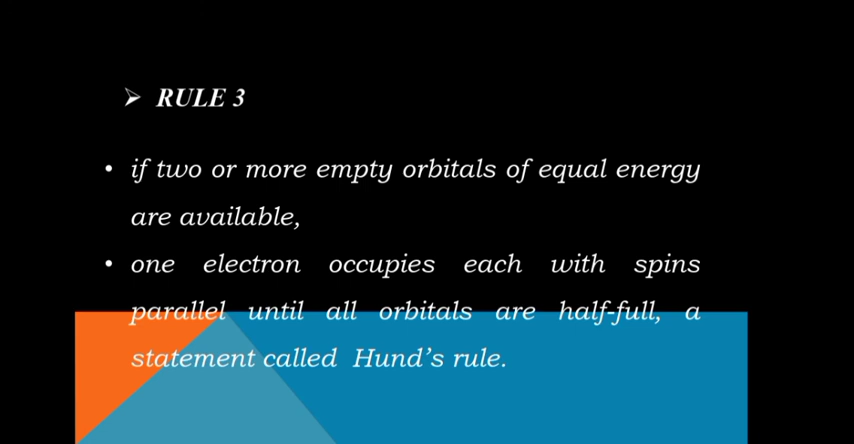 ➢ RULE 3
• if two or more empty orbitals of equal energy
are available,
• one electron occupies each with spins
parallel until all orbitals are half-full, a
statement called Hund’s rule.